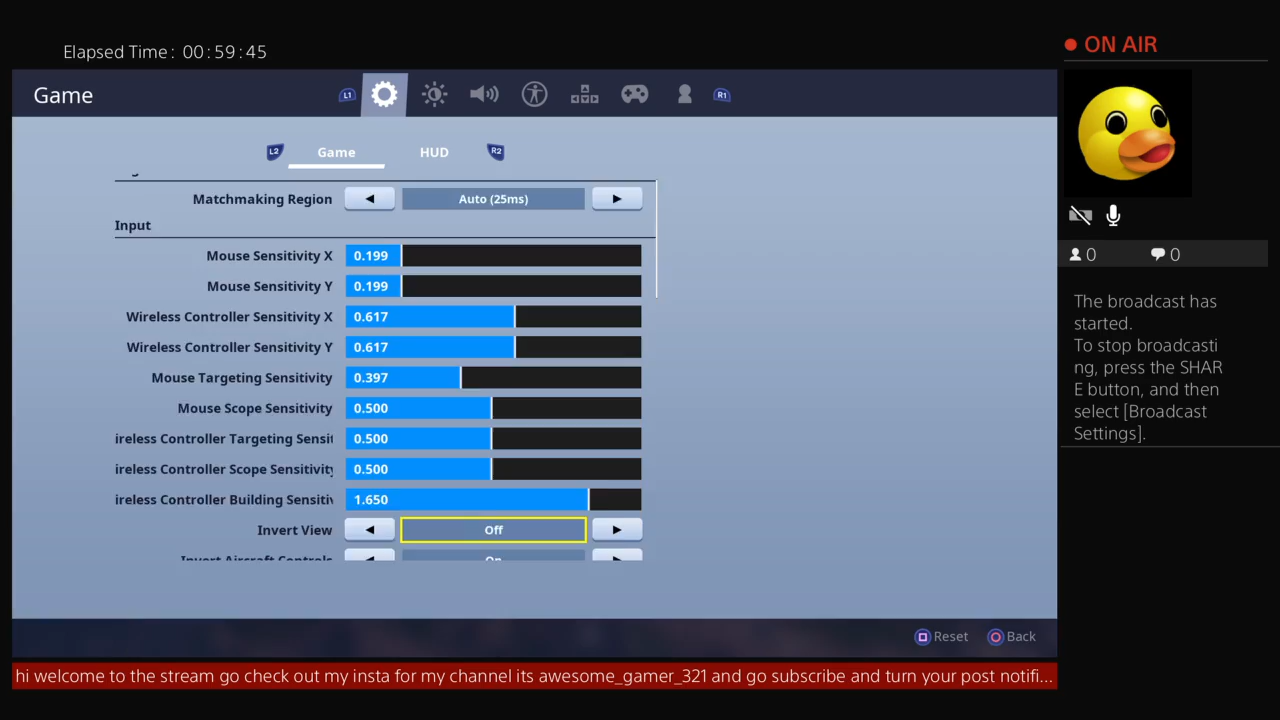 Elapsed Time: 00:59:45
ON AIR
Game
L1
R1
L2
Game
HUD
R2
Matchmaking Region
Auto (25ms)
Input
Mouse Sensitivity X
0.199
Mouse Sensitivity Y
0.199
Wireless Controller Sensitivity X
0.617
Wireless Controller Sensitivity Y
0.617
Mouse Targeting Sensitivity
0.397
Mouse Scope Sensitivity
0.500
ireless Controller Targeting Sensit
0.500
ireless Controller Scope Sensitivity
0.500
ireless Controller Building Sensitiv
1.650
Invert View
Off
Invert Aircraft Controls
On
Reset
Back
hi welcome to the stream go check out my insta for my channel its awesome_gamer_321 and go subscribe and turn your post notifi...
0
0
The broadcast has
started.
To stop broadcasti
ng, press the SHAR
E button, and then
select [Broadcast
Settings].